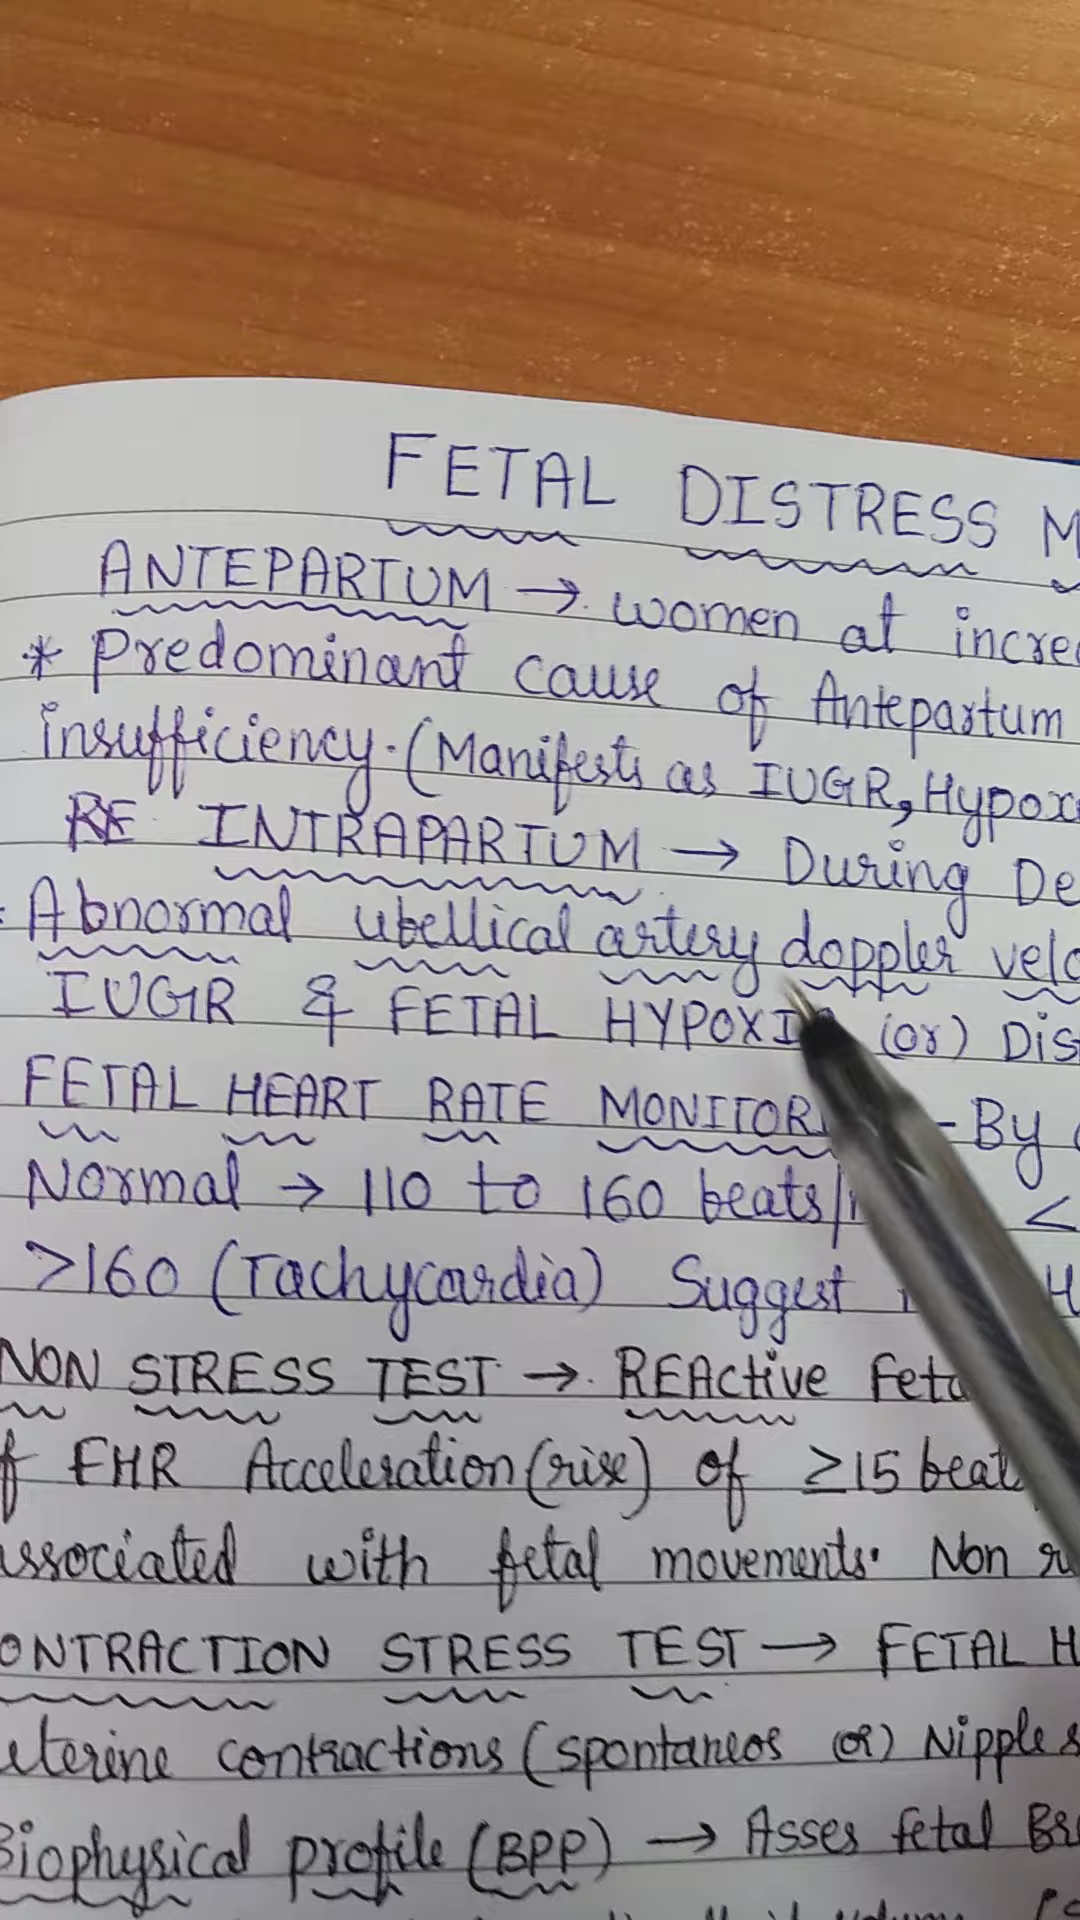 FETAL DISTRESS M
ANTEPARTUM → women at incre
* Predominant cause of Antepartum
insufficiency. (Manifests as IUGR, Hypox
RE INTRAPARTUM → During De
Abnormal ubellical artery doppler velo
IUGR & FETAL HYPOXI (or) Dis
FETAL HEART RATE MONITOR - By
Normal → 110 to 160 beats/ <
>160 (Tachycardia) Suggest H
NON STRESS TEST → REActive Feta
f FHR Acceleration (rise) of ≥15 beat
associated with fetal movements. Non r
ONTRACTION STRESS TEST → FETAL H
uterine contractions (spontaneos or) Nipple s
Biophysical profile (BPP) → Asses fetal Br